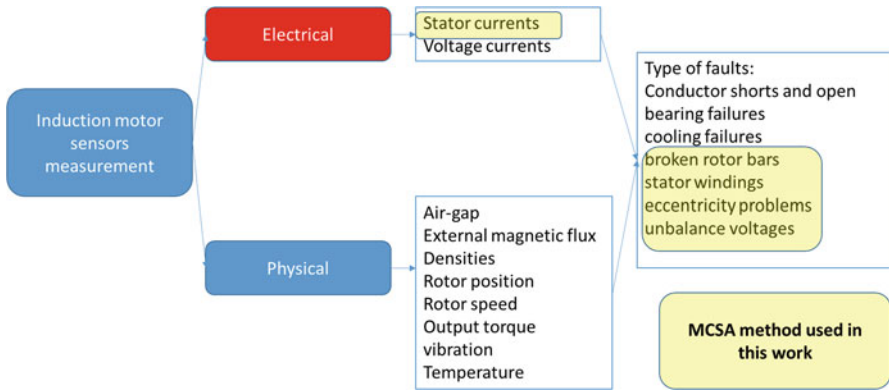 Induction motor
sensors
measurement
Electrical
Stator currents
Voltage currents
Physical
Air-gap
External magnetic flux
Densities
Rotor position
Rotor speed
Output torque
vibration
Temperature
Type of faults:
Conductor shorts and open
bearing failures
cooling failures
broken rotor bars
stator windings
eccentricity problems
unbalance voltages
MCSA method used in
this work